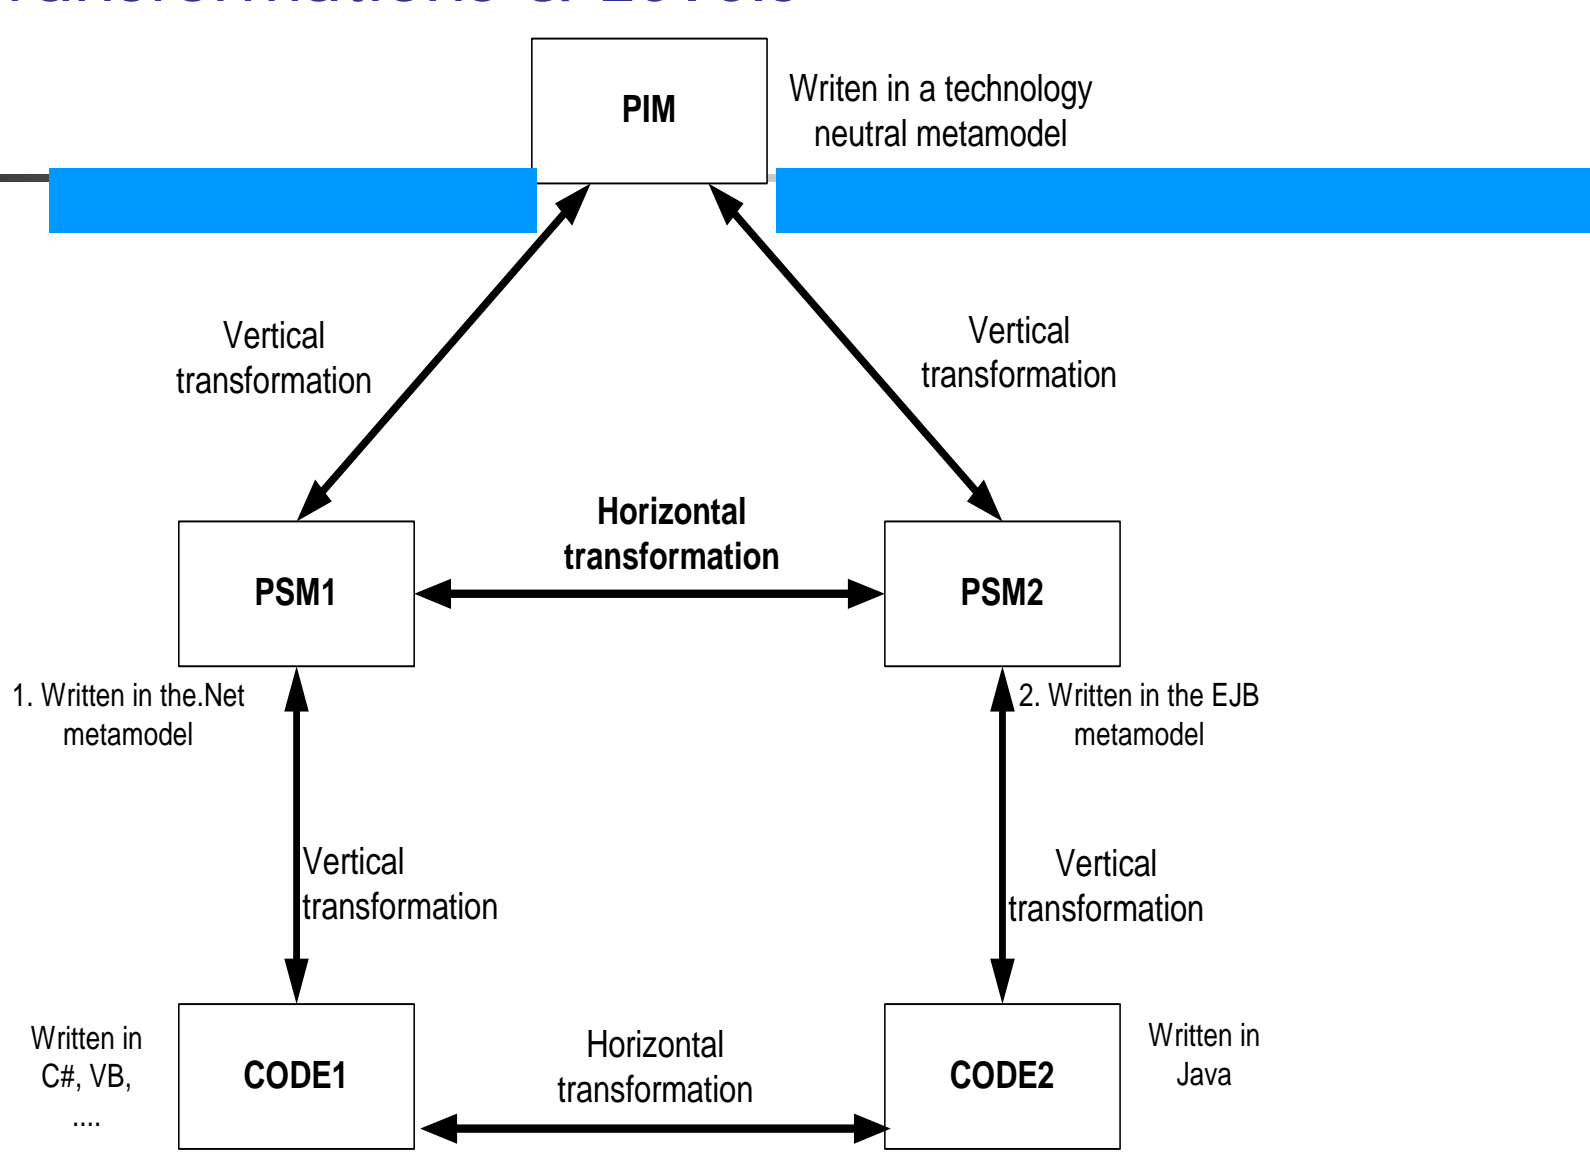 PIM
Writen in a technology
neutral metamodel
Vertical
transformation
Vertical
transformation
Horizontal
transformation
PSM1
PSM2
1. Written in the.Net
metamodel
2. Written in the EJB
metamodel
Vertical
transformation
Vertical
transformation
Written in
C#, VB,
....
CODE1
Horizontal
transformation
CODE2
Written in
Java